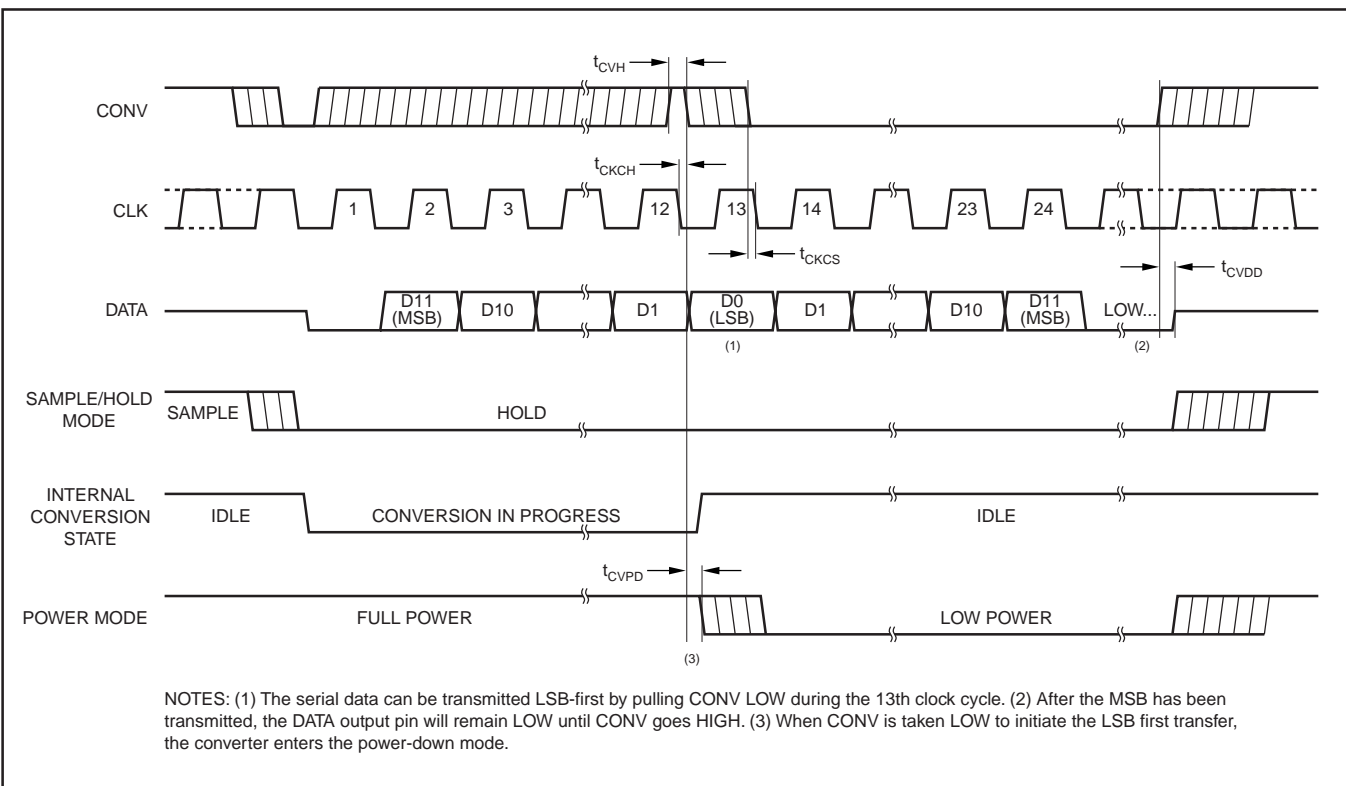 tCVH
CONV
tCKCH
CLK
1 2 3 12 13 14 23 24
tCKCS
tCVDD
DATA
D11 (MSB) D10 D1 D0 (LSB) D1 D10 D11 (MSB) LOW...
(1) (2)
SAMPLE/HOLD MODE
SAMPLE HOLD
INTERNAL CONVERSION STATE
IDLE CONVERSION IN PROGRESS IDLE
tCVPD
POWER MODE
FULL POWER LOW POWER
(3)
NOTES: (1) The serial data can be transmitted LSB-first by pulling CONV LOW during the 13th clock cycle. (2) After the MSB has been
transmitted, the DATA output pin will remain LOW until CONV goes HIGH. (3) When CONV is taken LOW to initiate the LSB first transfer,
the converter enters the power-down mode.